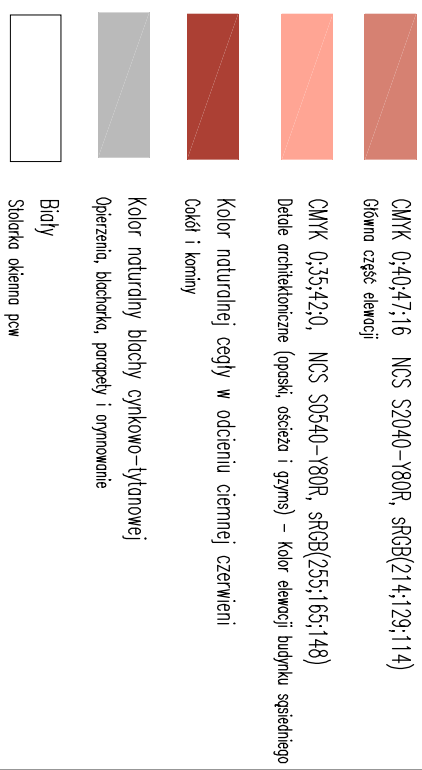 CMYK 0;40;47;16 NCS S2040-Y80R, sRGB(214;129;114)
Główna część elewacji
CMYK 0;35;42;0, NCS S0540-Y80R, sRGB(255;165;148)
Detale architektoniczne (opaski, ościeża i gzyms) - Kolor elewacji budynku sąsiedniego
Kolor naturalnej cegły w odcieniu ciemnej czerwieni
Cokół i kominy
Kolor naturalny blachy cynkowo-tytanowej
Opierzenia, blacharka, parapety i orynnowanie
Biały
Stolarka okienna pcw